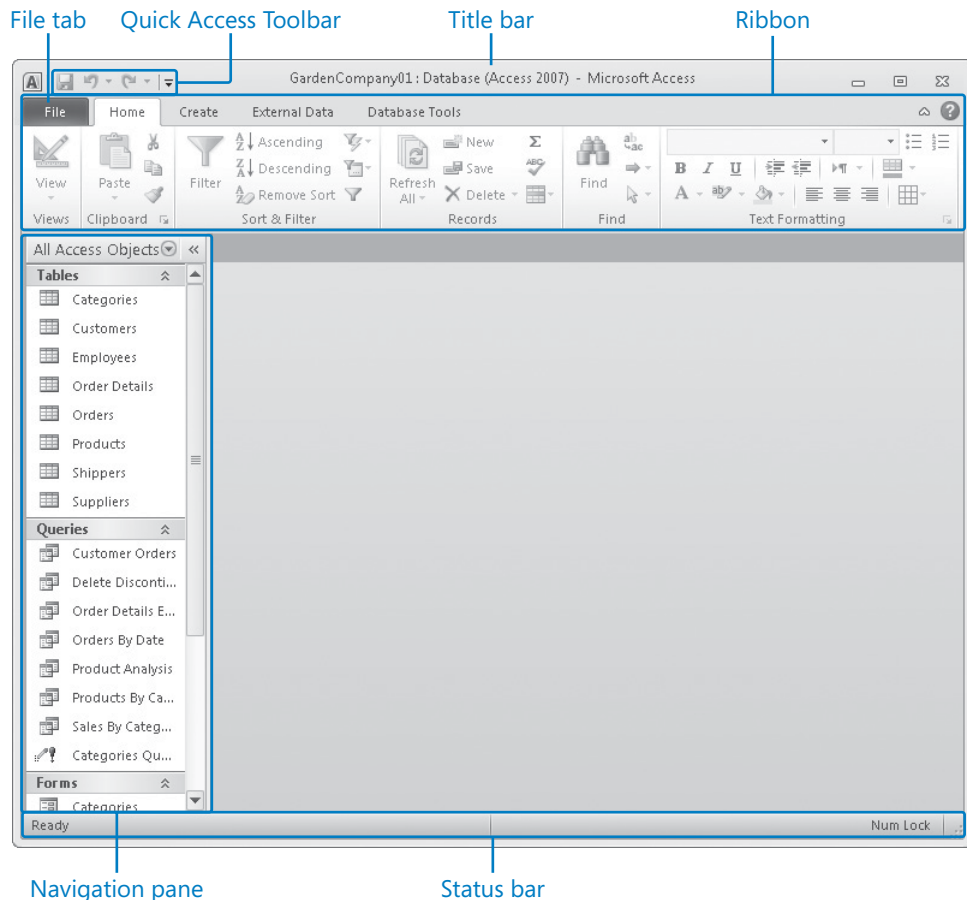 File tab Quick Access Toolbar Title bar Ribbon
A GardenCompany01 : Database (Access 2007) - Microsoft Access
File Home Create External Data Database Tools
Ascending New Σ ab ac
View Paste Filter Descending Refresh All Save ABC Find B I U
Remove Sort Delete A ab
Views Clipboard Sort & Filter Records Find Text Formatting
All Access Objects «
Tables
Categories
Customers
Employees
Order Details
Orders
Products
Shippers
Suppliers
Queries
Customer Orders
Delete Disconti...
Order Details E...
Orders By Date
Product Analysis
Products By Ca...
Sales By Categ...
Categories Qu...
Forms
Categories
Ready Num Lock
Navigation pane Status bar